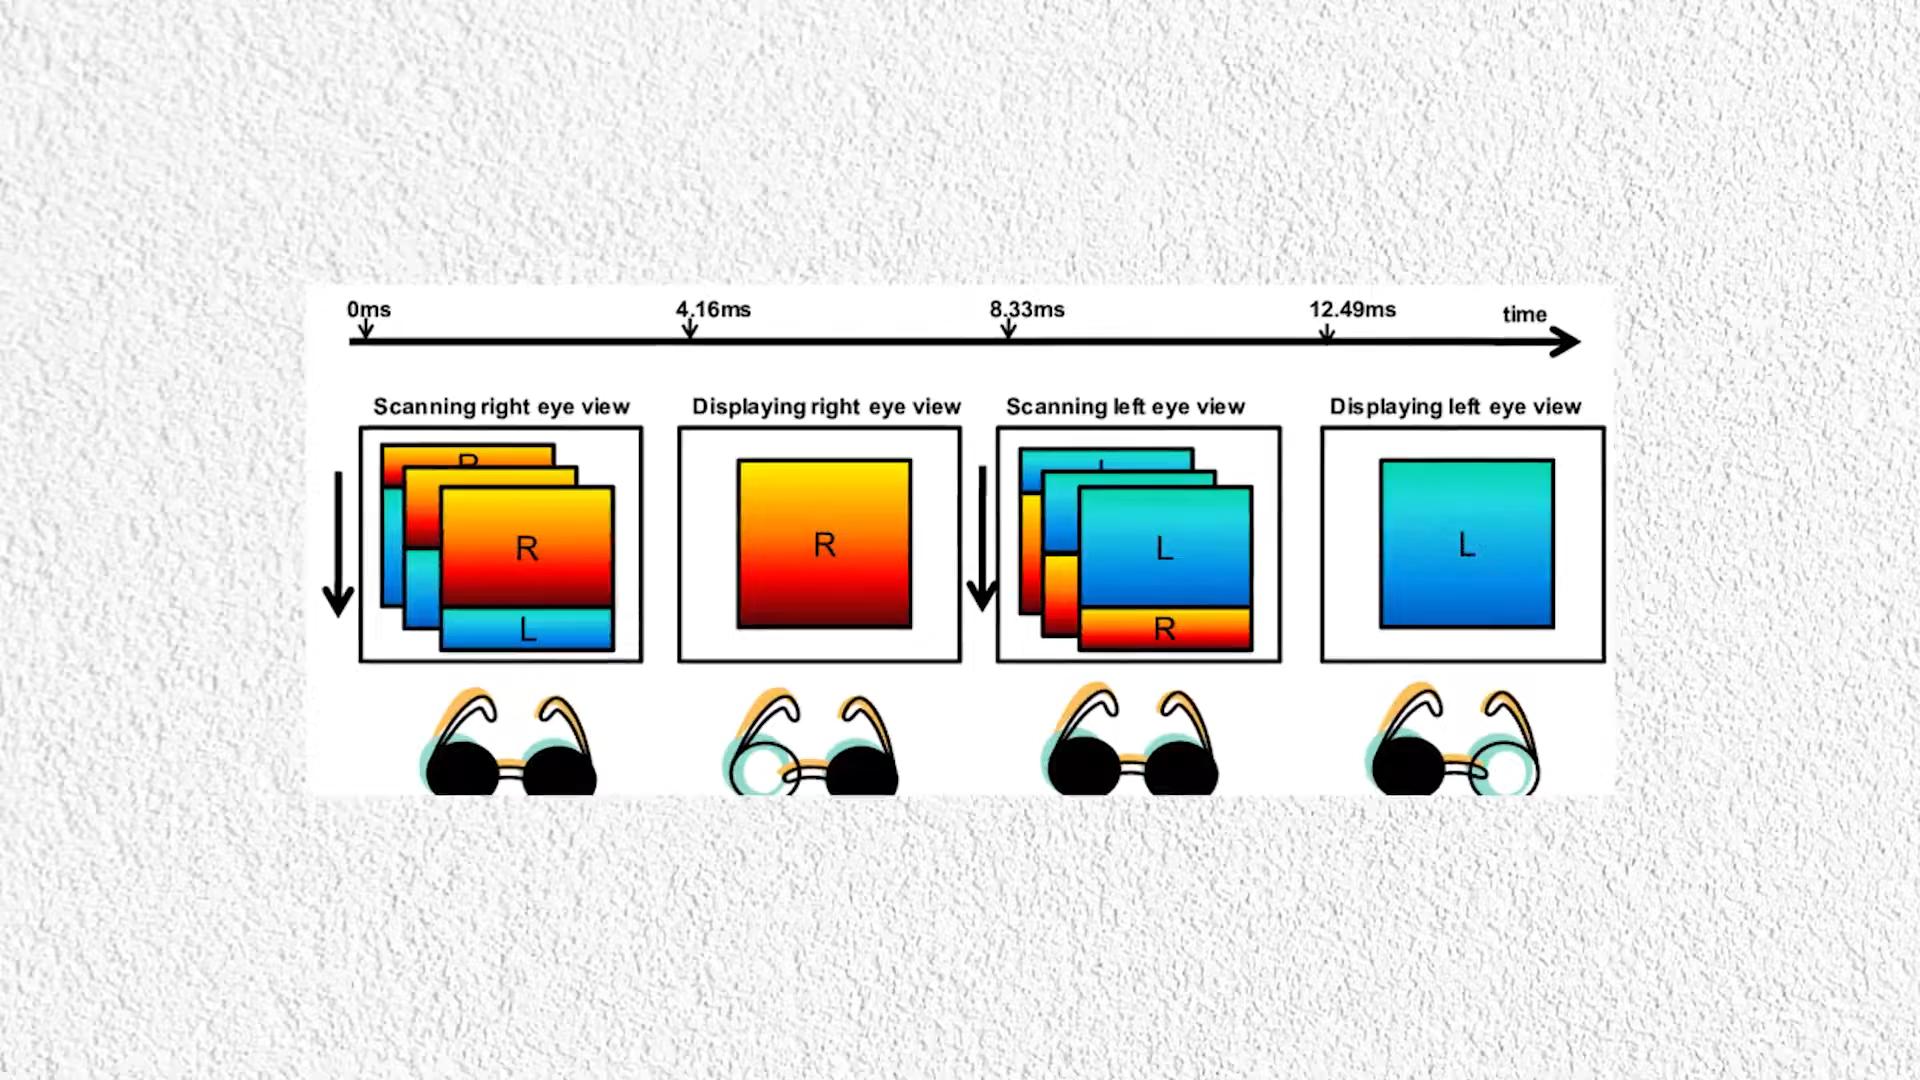 0ms 4.16ms 8.33ms 12.49ms time
Scanning right eye view Displaying right eye view Scanning left eye view Displaying left eye view
R
R
L
R
L
L
R
L